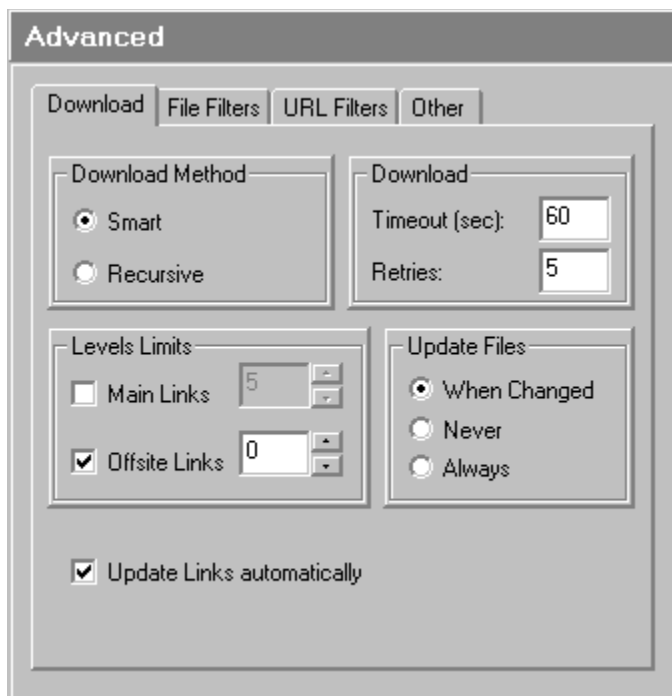 Advanced
Download File Filters URL Filters Other
Download Method
Smart
Recursive
Download
Timeout (sec): 60
Retries: 5
Levels Limits
Main Links 5
Offsite Links 0
Update Files
When Changed
Never
Always
Update Links automatically